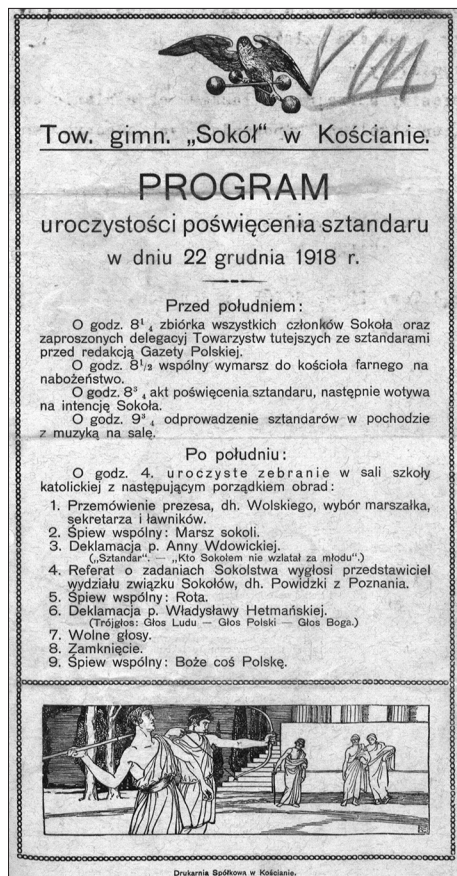 VIII
Tow. gimn. „Sokół“ w Kościanie.
PROGRAM
uroczystości poświęcenia sztandaru
w dniu 22 grudnia 1918 r.
Przed południem:
O godz. 8¹/₄ zbiórka wszystkich członków Sokoła oraz
zaproszonych delegacyj Towarzystw tutejszych ze sztandarami
przed redakcją Gazety Polskiej.
O godz. 8¹/₂ wspólny wymarsz do kościoła farnego na
nabożeństwo.
O godz. 8³/₄ akt poświęcenia sztandaru, następnie wotywa
na intencję Sokoła.
O godz. 9³/₄ odprowadzenie sztandarów w pochodzie
z muzyką na salę.
Po południu:
O godz. 4. uroczyste zebranie w sali szkoły
katolickiej z następującym porządkiem obrad:
1. Przemówienie prezesa, dh. Wolskiego, wybór marszałka,
sekretarza i ławników.
2. Śpiew wspólny: Marsz sokoli.
3. Deklamacja p. Anny Wdowickiej.
(„Sztandar“. — „Kto Sokołem nie wzlatał za młodu“.)
4. Referat o zadaniach Sokolstwa wygłosi przedstawiciel
wydziału związku Sokołów, dh. Powidzki z Poznania.
5. Śpiew wspólny: Rota.
6. Deklamacja p. Władysławy Hetmańskiej.
(Trójgłos: Głos Ludu — Głos Polski — Głos Boga.)
7. Wolne głosy.
8. Zamknięcie.
9. Śpiew wspólny: Boże coś Polskę.
Drukarnia Spółkowa w Kościanie.